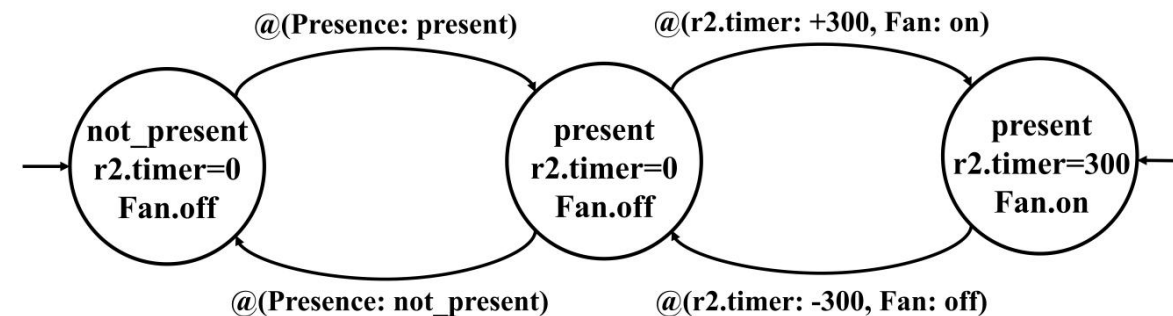 @(Presence: present)
@(r2.timer: +300, Fan: on)
not_present
r2.timer=0
Fan.off
present
r2.timer=0
Fan.off
present
r2.timer=300
Fan.on
@(Presence: not_present)
@(r2.timer: -300, Fan: off)